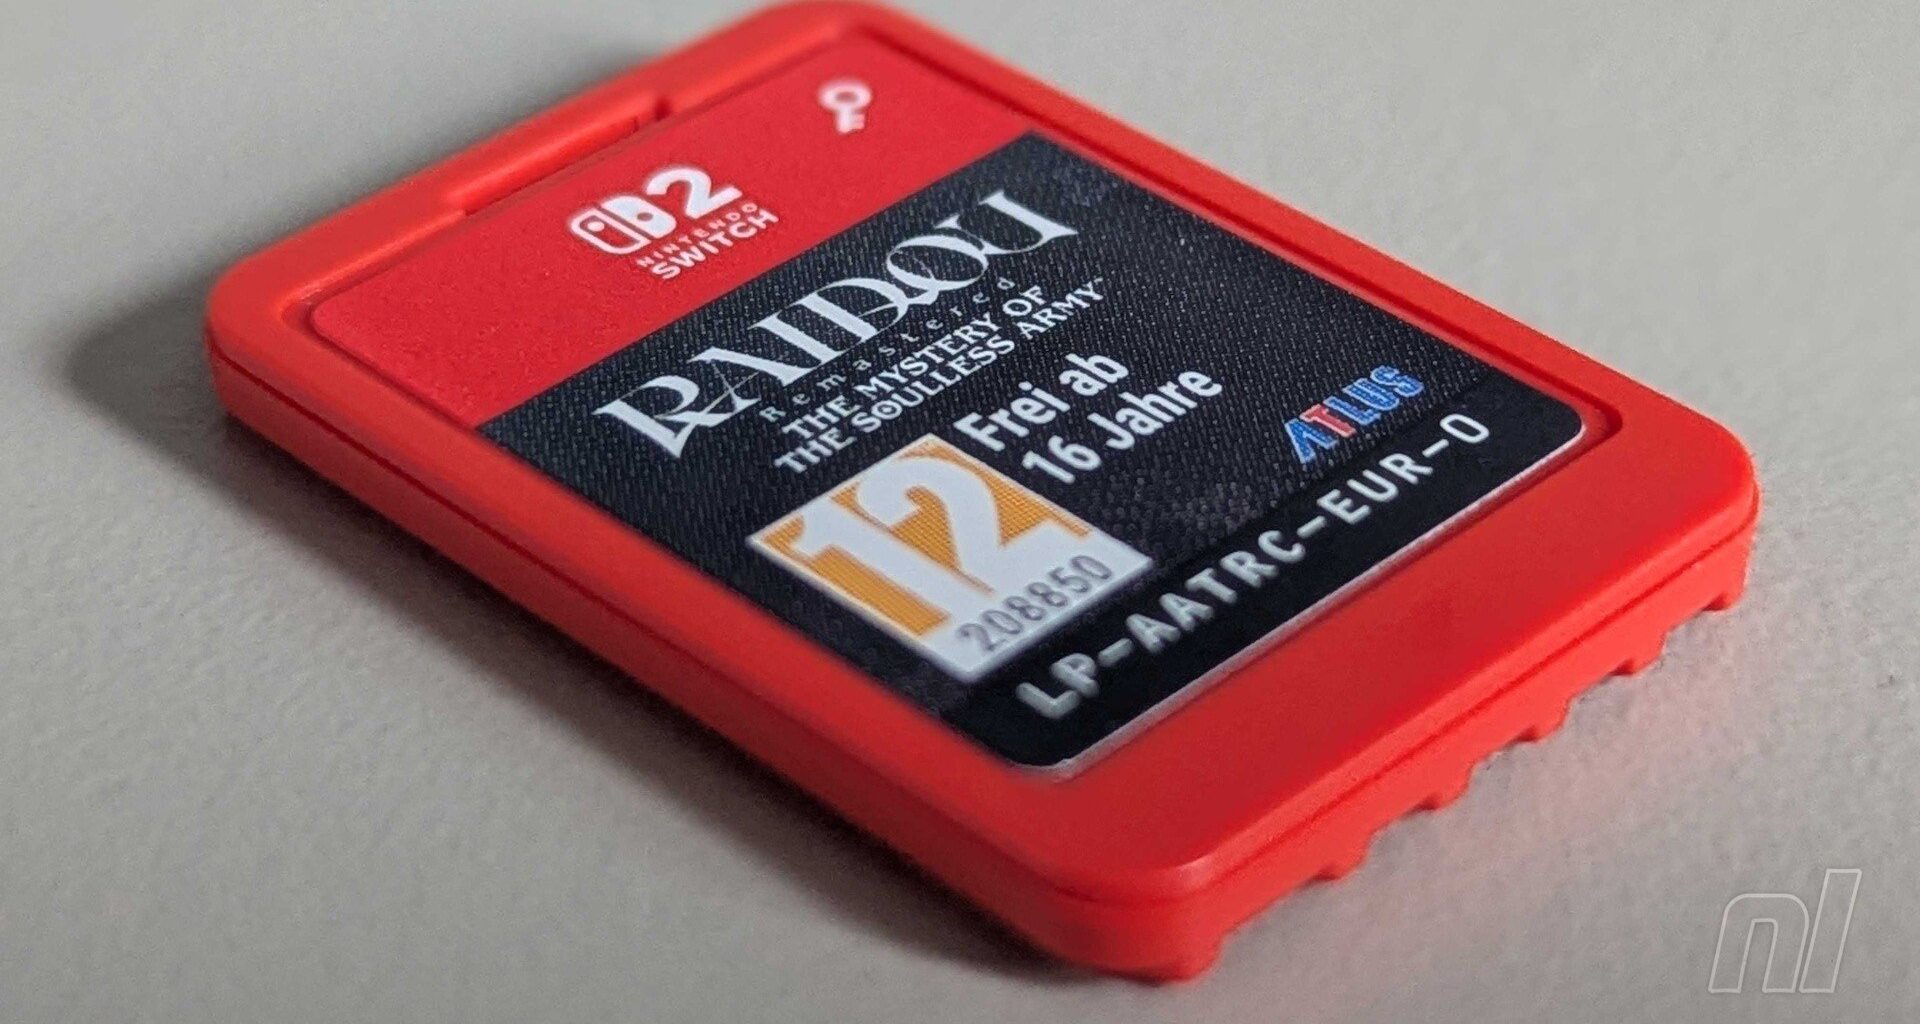 2
NINTENDO
SWITCH
RAIDOU
Remastered
THE MYSTERY OF
THE SOULLESS ARMY
Frei ab
16 Jahre
12
208850
ATLUS
LP-AATRC-EUR-0
nl